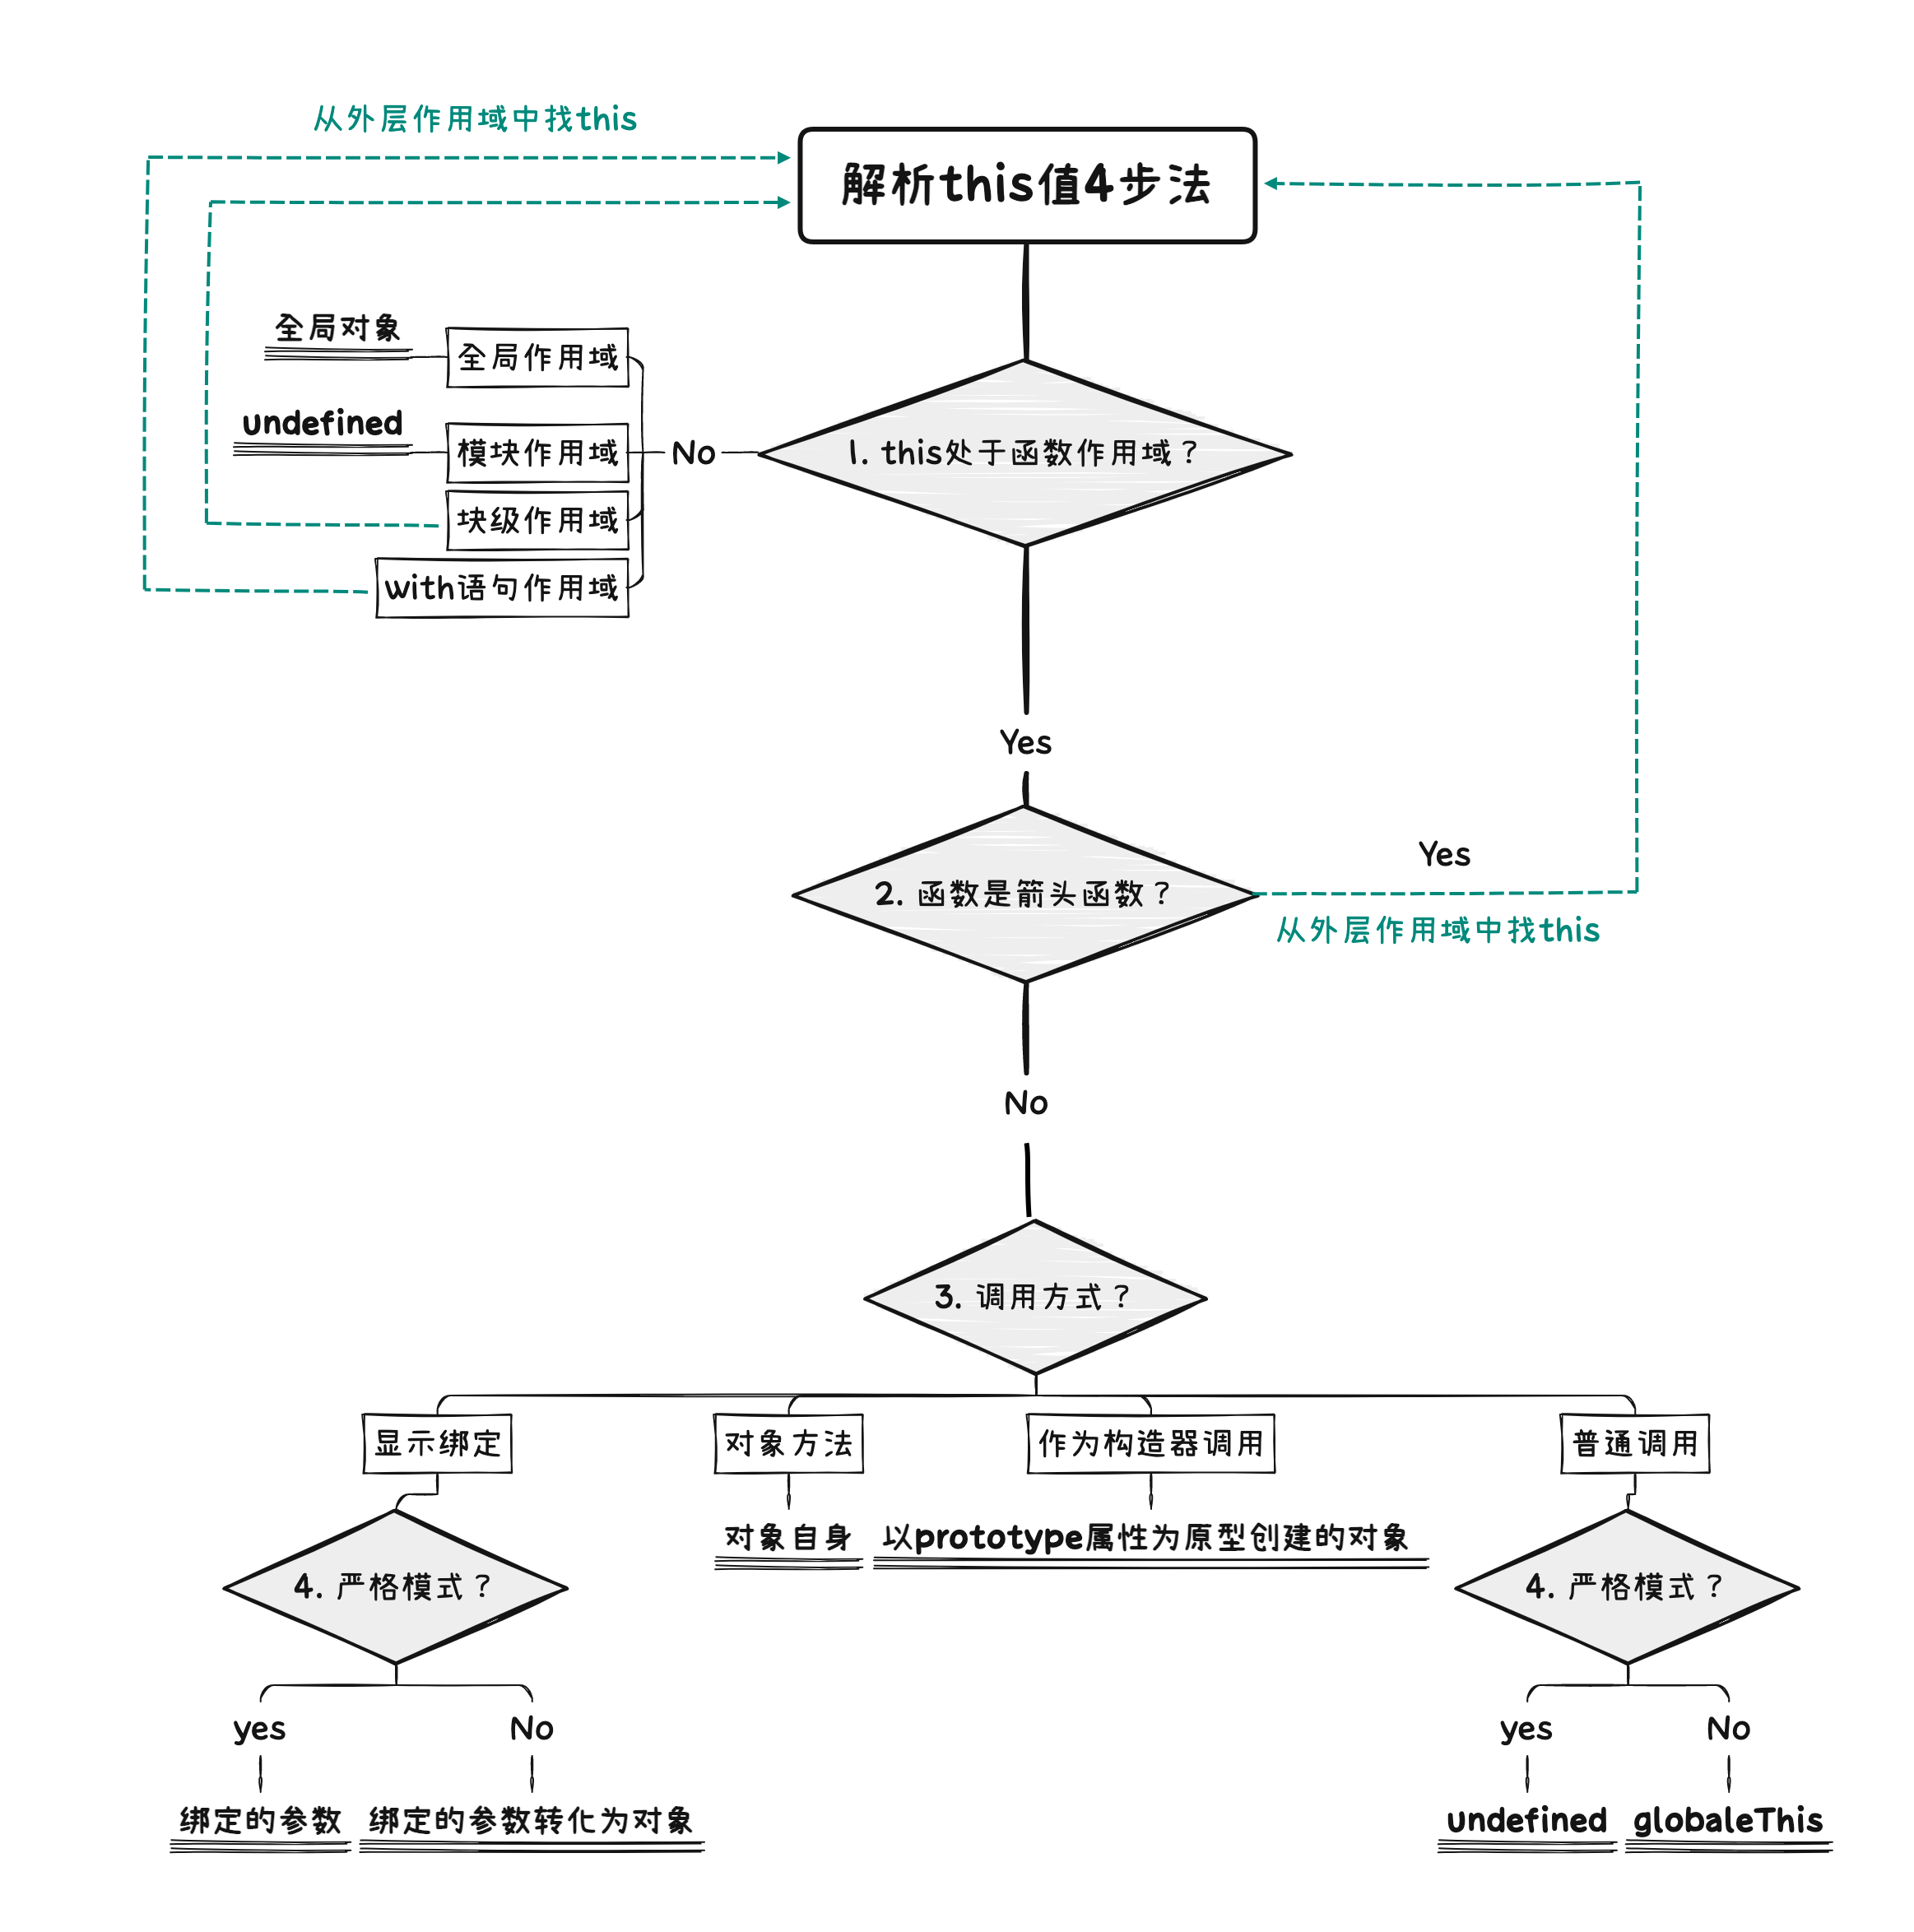 从外层作用域中找this
解析this值4步法
全局对象
全局作用域
undefined
模块作用域
No
1. this处于函数作用域？
块级作用域
with语句作用域
Yes
2. 函数是箭头函数？
Yes
从外层作用域中找this
No
3. 调用方式？
显示绑定
对象方法
作为构造器调用
普通调用
对象自身
以prototype属性为原型创建的对象
4. 严格模式？
4. 严格模式？
yes
No
yes
No
绑定的参数
绑定的参数转化为对象
undefined
globaleThis